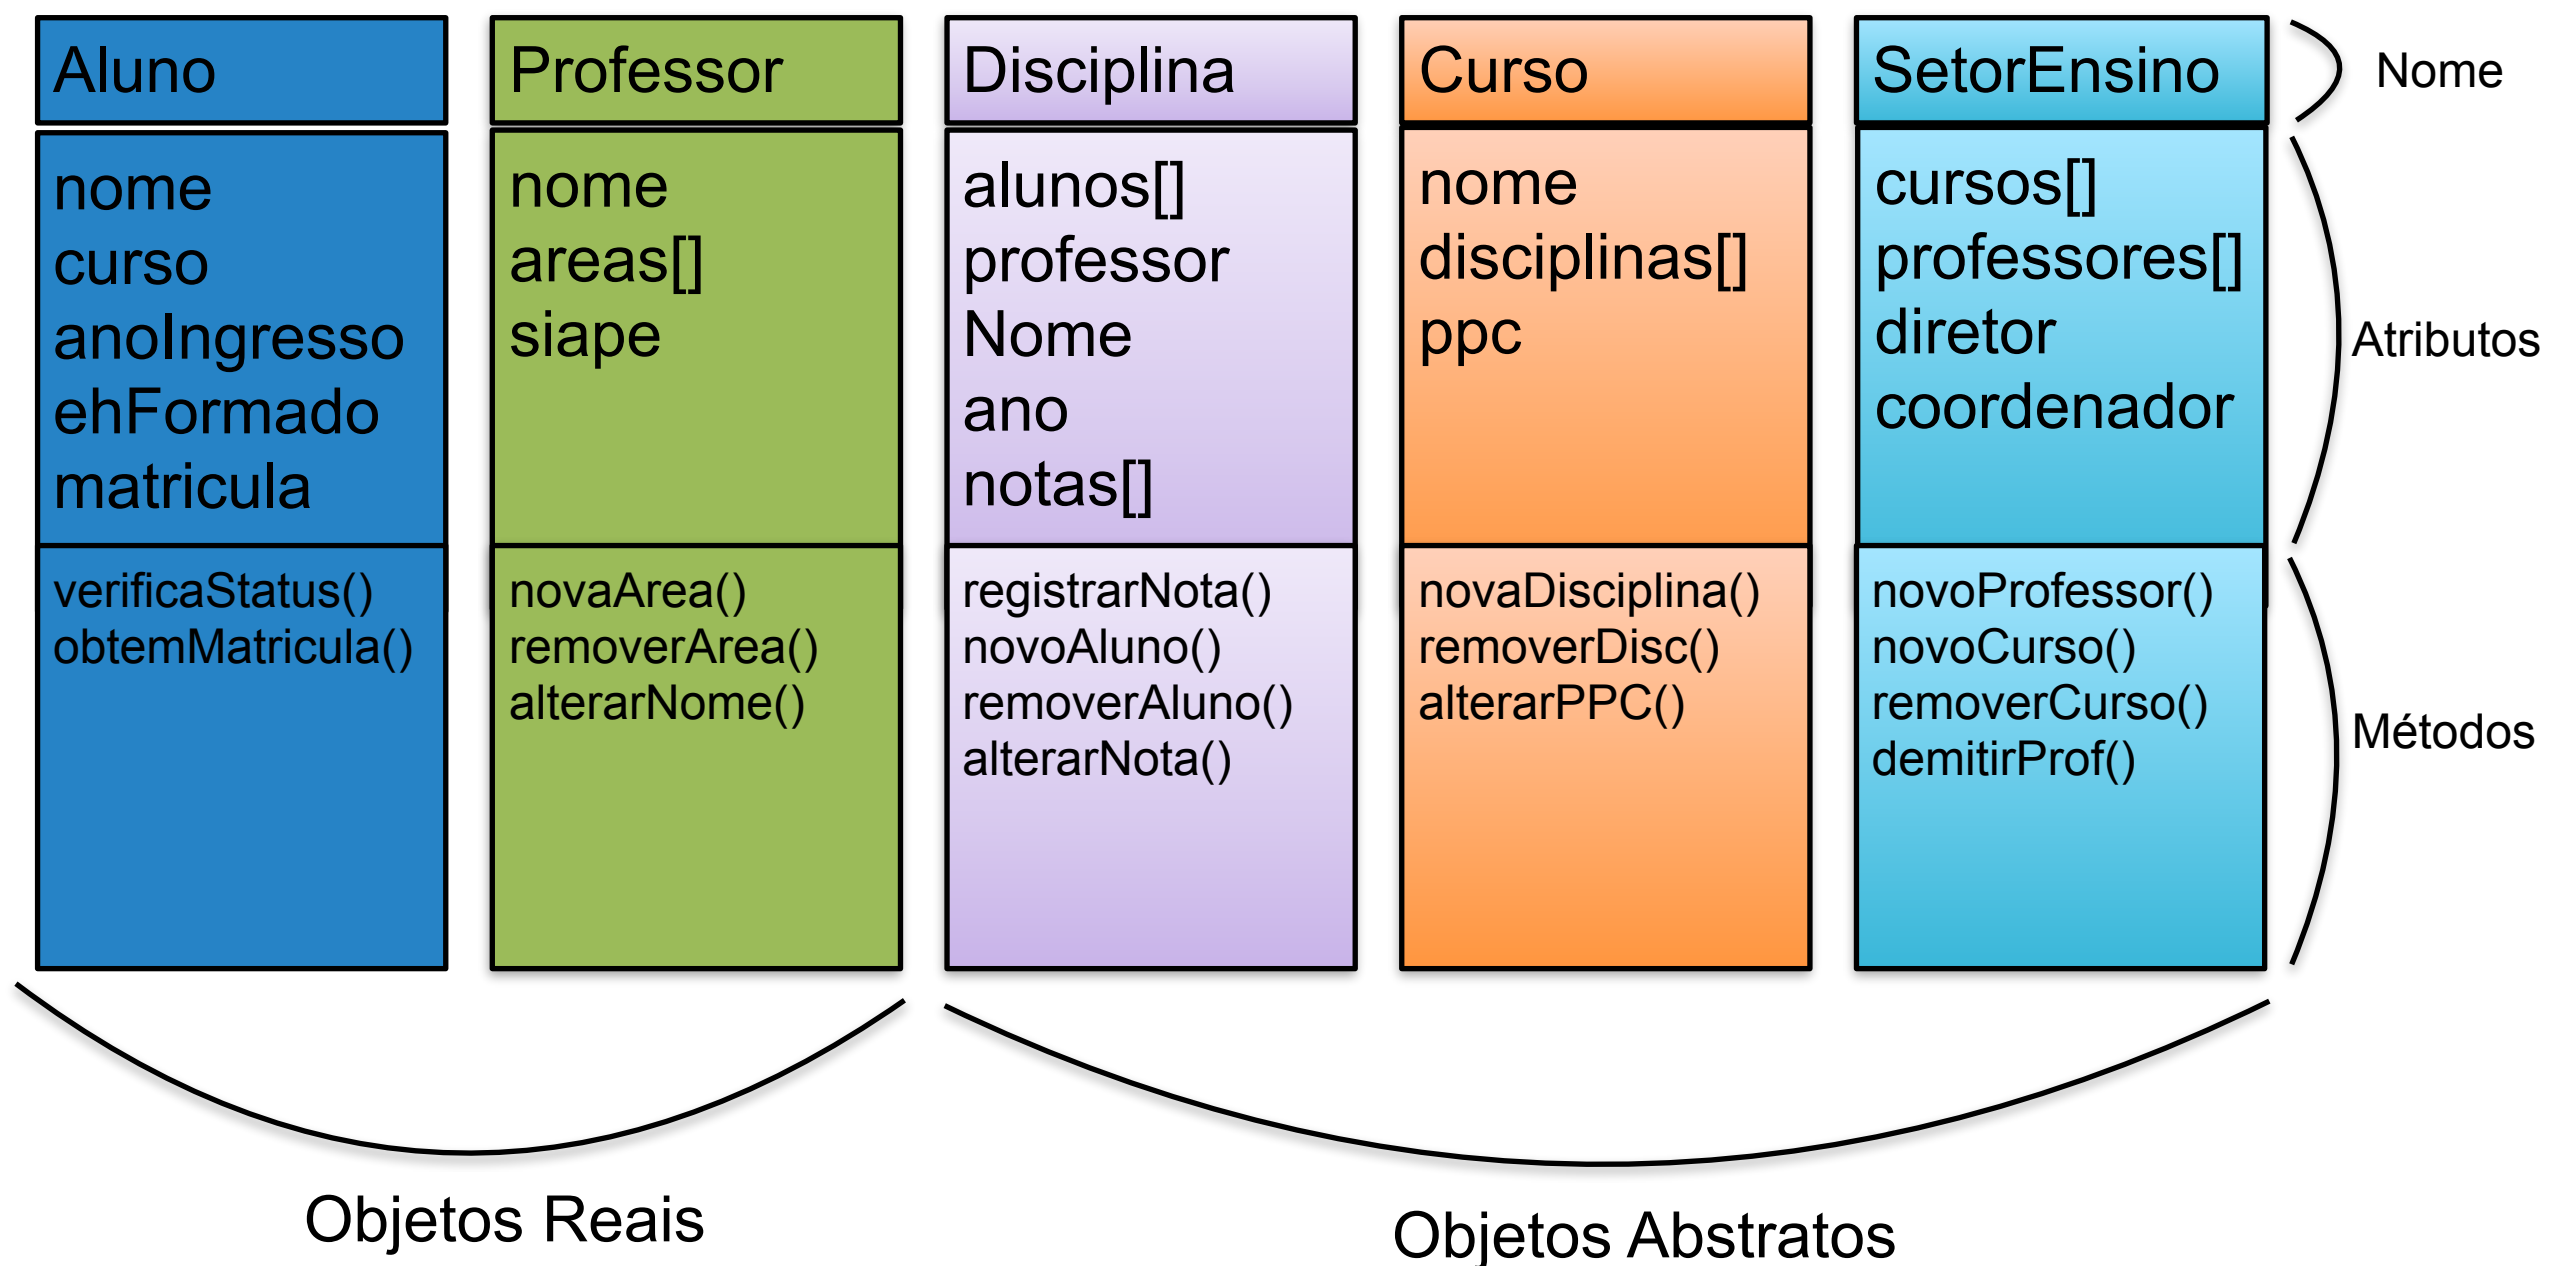 Aluno
nome
curso
anoIngresso
ehFormado
matricula
verificaStatus()
obtemMatricula()
Professor
nome
areas[]
siape
novaArea()
removerArea()
alterarNome()
Disciplina
alunos[]
professor
Nome
ano
notas[]
registrarNota()
novoAluno()
removerAluno()
alterarNota()
Curso
nome
disciplinas[]
ppc
novaDisciplina()
removerDisc()
alterarPPC()
SetorEnsino
cursos[]
professores[]
diretor
coordenador
novoProfessor()
novoCurso()
removerCurso()
demitirProf()
Nome
Atributos
Métodos
Objetos Reais
Objetos Abstratos